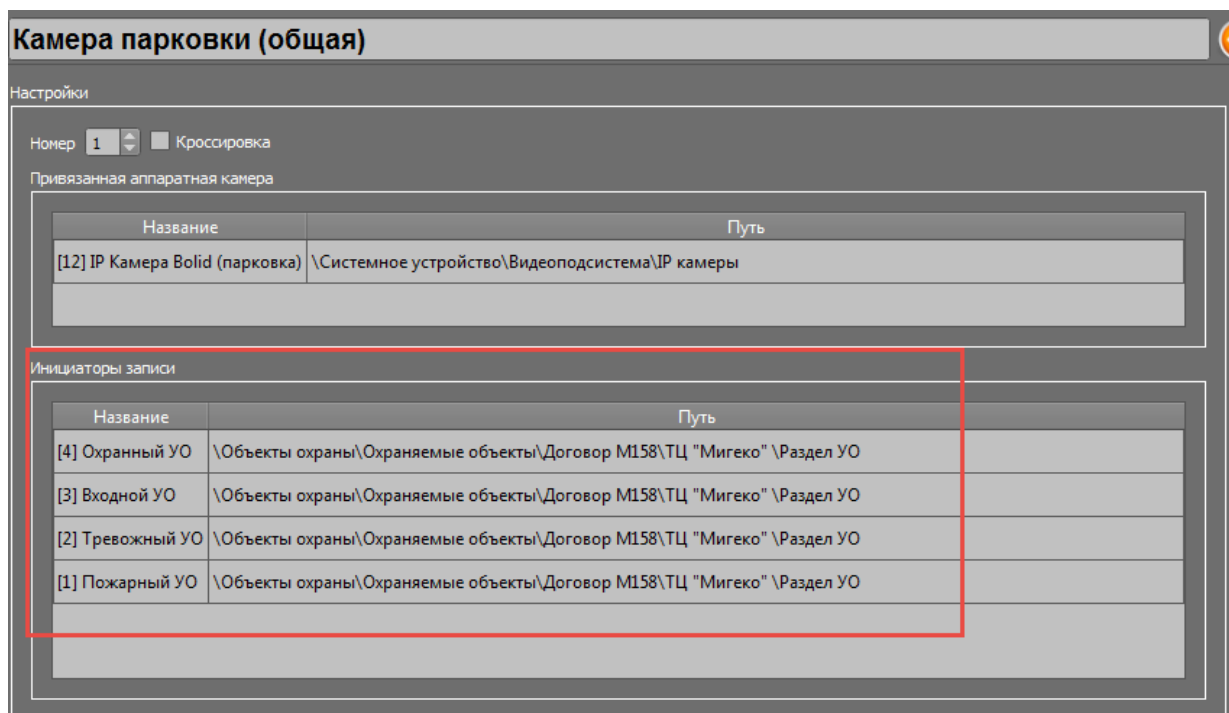 Камера парковки (общая)
Настройки
Номер 1 Кроссировка
Привязанная аппаратная камера
Название Путь
[12] IP Камера Bolid (парковка) \Системное устройство\Видеоподсистема\IP камеры
Инициаторы записи
Название Путь
[4] Охранный УО \Объекты охраны\Охраняемые объекты\Договор М158\ТЦ "Мигеко" \Раздел УО
[3] Входной УО \Объекты охраны\Охраняемые объекты\Договор М158\ТЦ "Мигеко" \Раздел УО
[2] Тревожный УО \Объекты охраны\Охраняемые объекты\Договор М158\ТЦ "Мигеко" \Раздел УО
[1] Пожарный УО \Объекты охраны\Охраняемые объекты\Договор М158\ТЦ "Мигеко" \Раздел УО